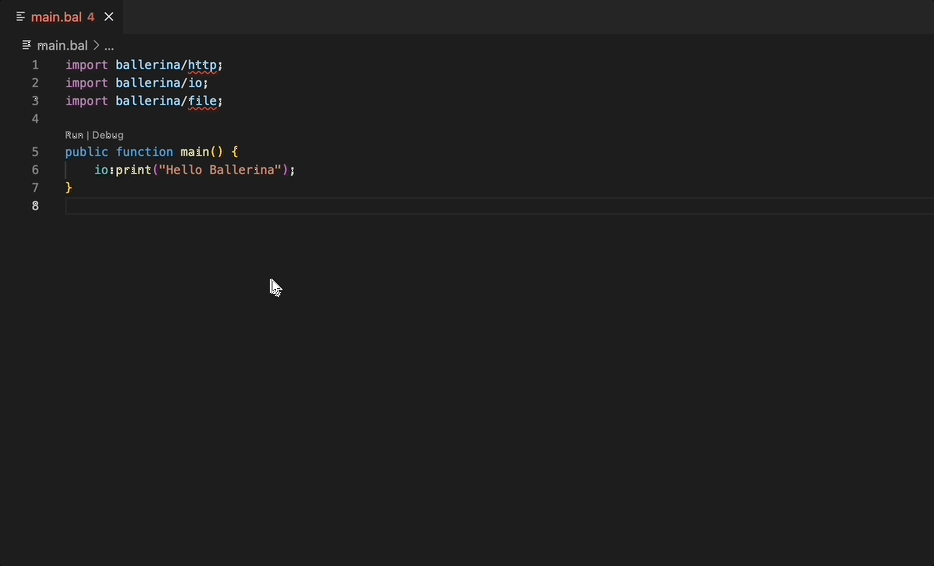 main.bal 4
main.bal > ...
1 import ballerina/http;
2 import ballerina/io;
3 import ballerina/file;
4
Run | Debug
5 public function main() {
6 io:print("Hello Ballerina");
7 }
8